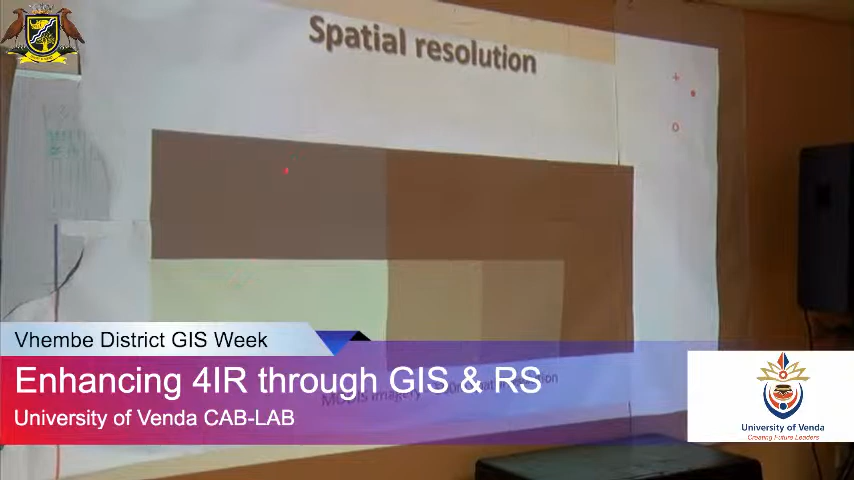 Spatial resolution
Vhembe District GIS Week
Enhancing 4IR through GIS & RS
University of Venda CAB-LAB
University of Venda
Creating Future Leaders